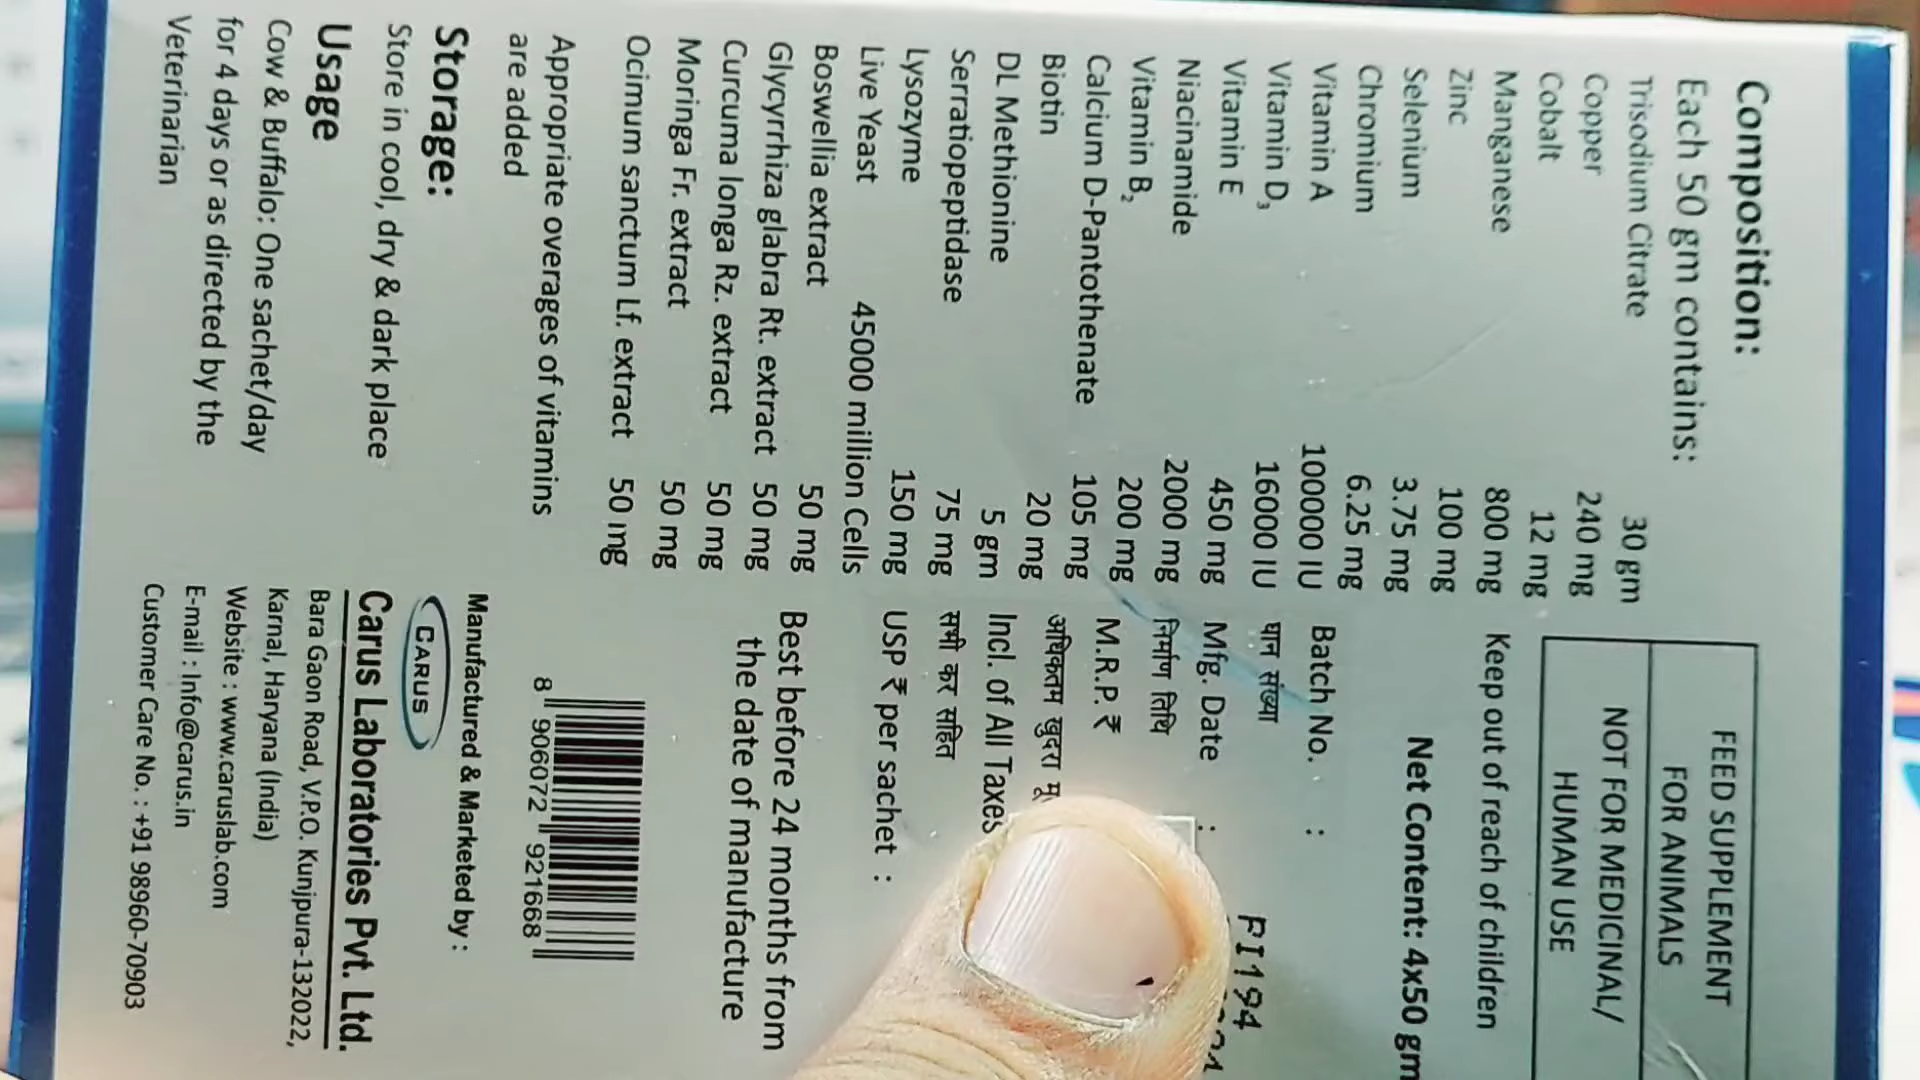 Composition:
Each 50 gm contains:
Trisodium Citrate 30 gm
Copper 240 mg
Cobalt 12 mg
Manganese 800 mg
Zinc 100 mg
Selenium 3.75 mg
Chromium 6.25 mg
Vitamin A 100000 IU
Vitamin D₃ 16000 IU
Vitamin E 450 mg
Niacinamide 2000 mg
Vitamin B₂ 200 mg
Calcium D-Pantothenate 105 mg
Biotin 20 mg
DL Methionine 5 gm
Serratiopeptidase 75 mg
Lysozyme 150 mg
Live Yeast 45000 million Cells
Boswellia extract 50 mg
Glycyrrhiza glabra Rt. extract 50 mg
Curcuma longa Rz. extract 50 mg
Moringa Fr. extract 50 mg
Ocimum sanctum Lf. extract 50 mg
Appropriate overages of vitamins
are added
Storage:
Store in cool, dry & dark place
Usage
Cow & Buffalo: One sachet/day
for 4 days or as directed by the
Veterinarian
FEED SUPPLEMENT
FOR ANIMALS
NOT FOR MEDICINAL/
HUMAN USE
Keep out of reach of children
Net Content: 4x50 gm
Batch No. :
घान संख्या
Mfg. Date :
निर्माण तिथि
M.R.P.₹
अधिकतम खुदरा
Incl. of All Taxes
सभी कर सहित
USP ₹ per sachet :
Best before 24 months from
the date of manufacture
8 906072 921668
Manufactured & Marketed by :
CARUS
Carus Laboratories Pvt. Ltd.
Bara Gaon Road, V.P.O. Kunjpura-132022,
Karnal, Haryana (India)
Website : www.caruslab.com
E-mail : Info@carus.in
Customer Care No. : +91 98960-70903